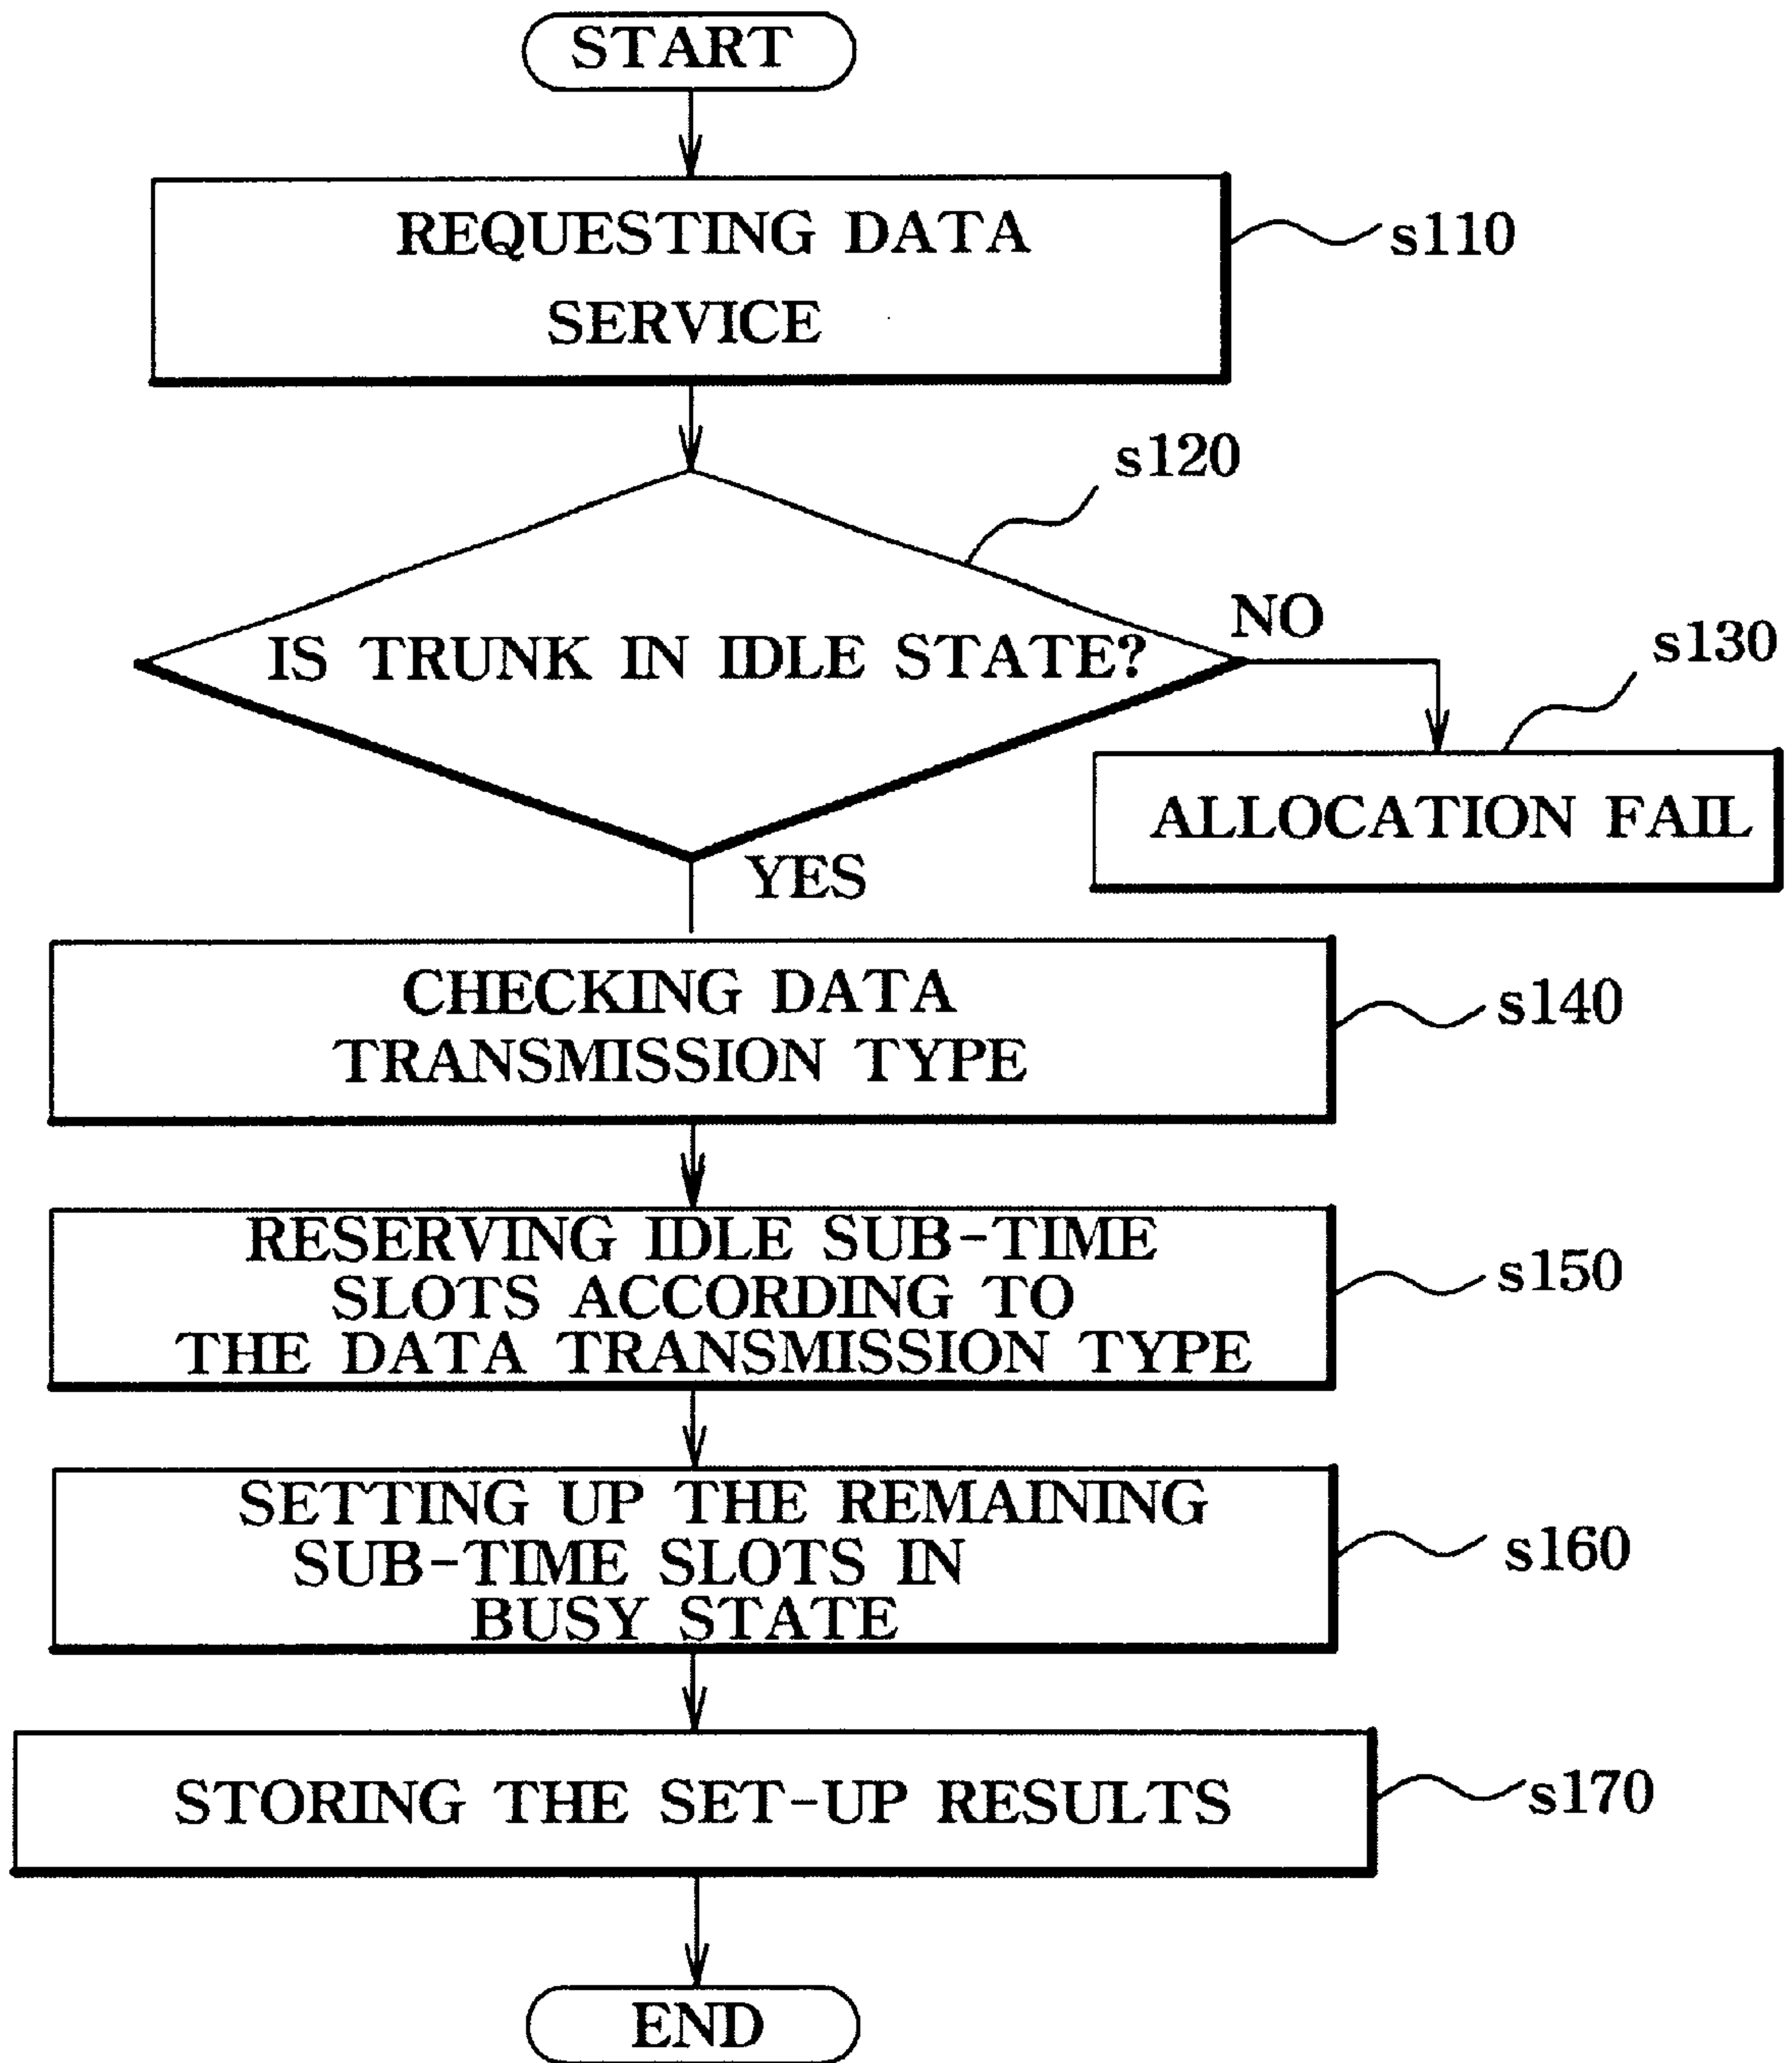 START
REQUESTING DATA
SERVICE
s110
s120
IS TRUNK IN IDLE STATE?
NO
s130
ALLOCATION FAIL
YES
CHECKING DATA
TRANSMISSION TYPE
s140
RESERVING IDLE SUB-TIME
SLOTS ACCORDING TO
THE DATA TRANSMISSION TYPE
s150
SETTING UP THE REMAINING
SUB-TIME SLOTS IN
BUSY STATE
s160
STORING THE SET-UP RESULTS
s170
END